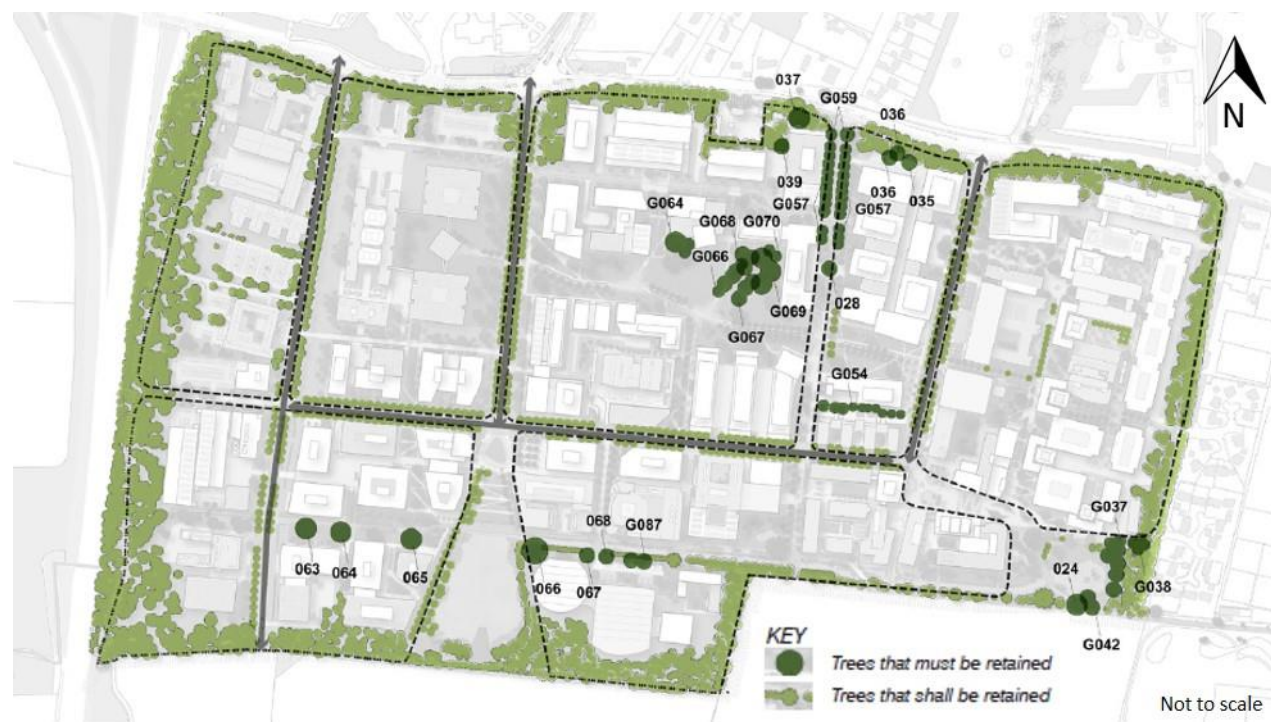 037
G059
036
N
039
036
035
G064
G068
G070
G057
G057
G066
G069
028
G067
G054
G037
068
G087
063
064
065
066
067
024
G038
G042
KEY
Trees that must be retained
Trees that shall be retained
Not to scale